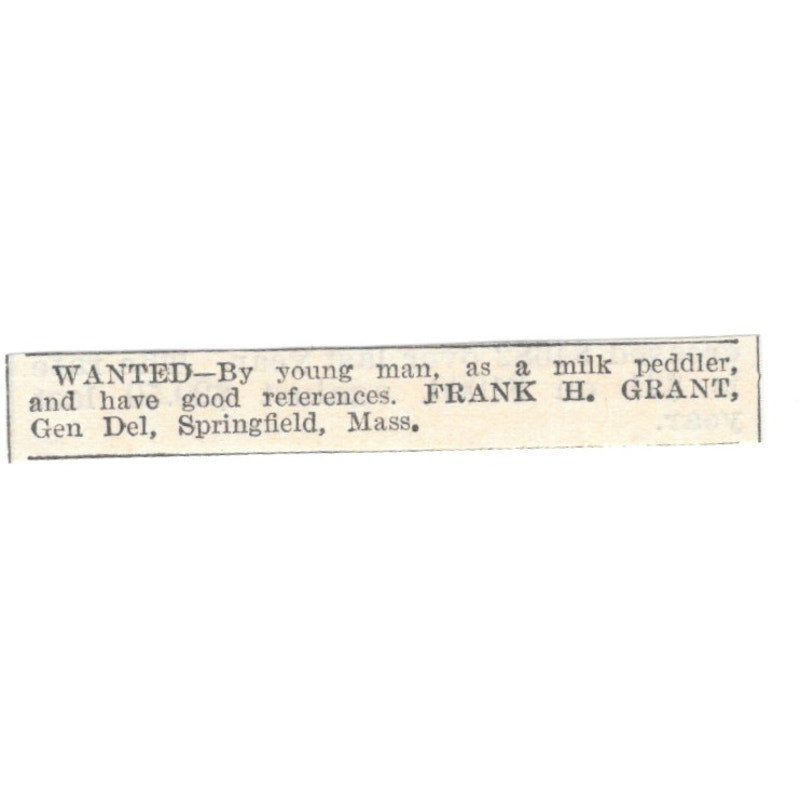 WANTED—By young man, as a milk peddler,
and have good references. FRANK H. GRANT,
Gen Del, Springfield, Mass.